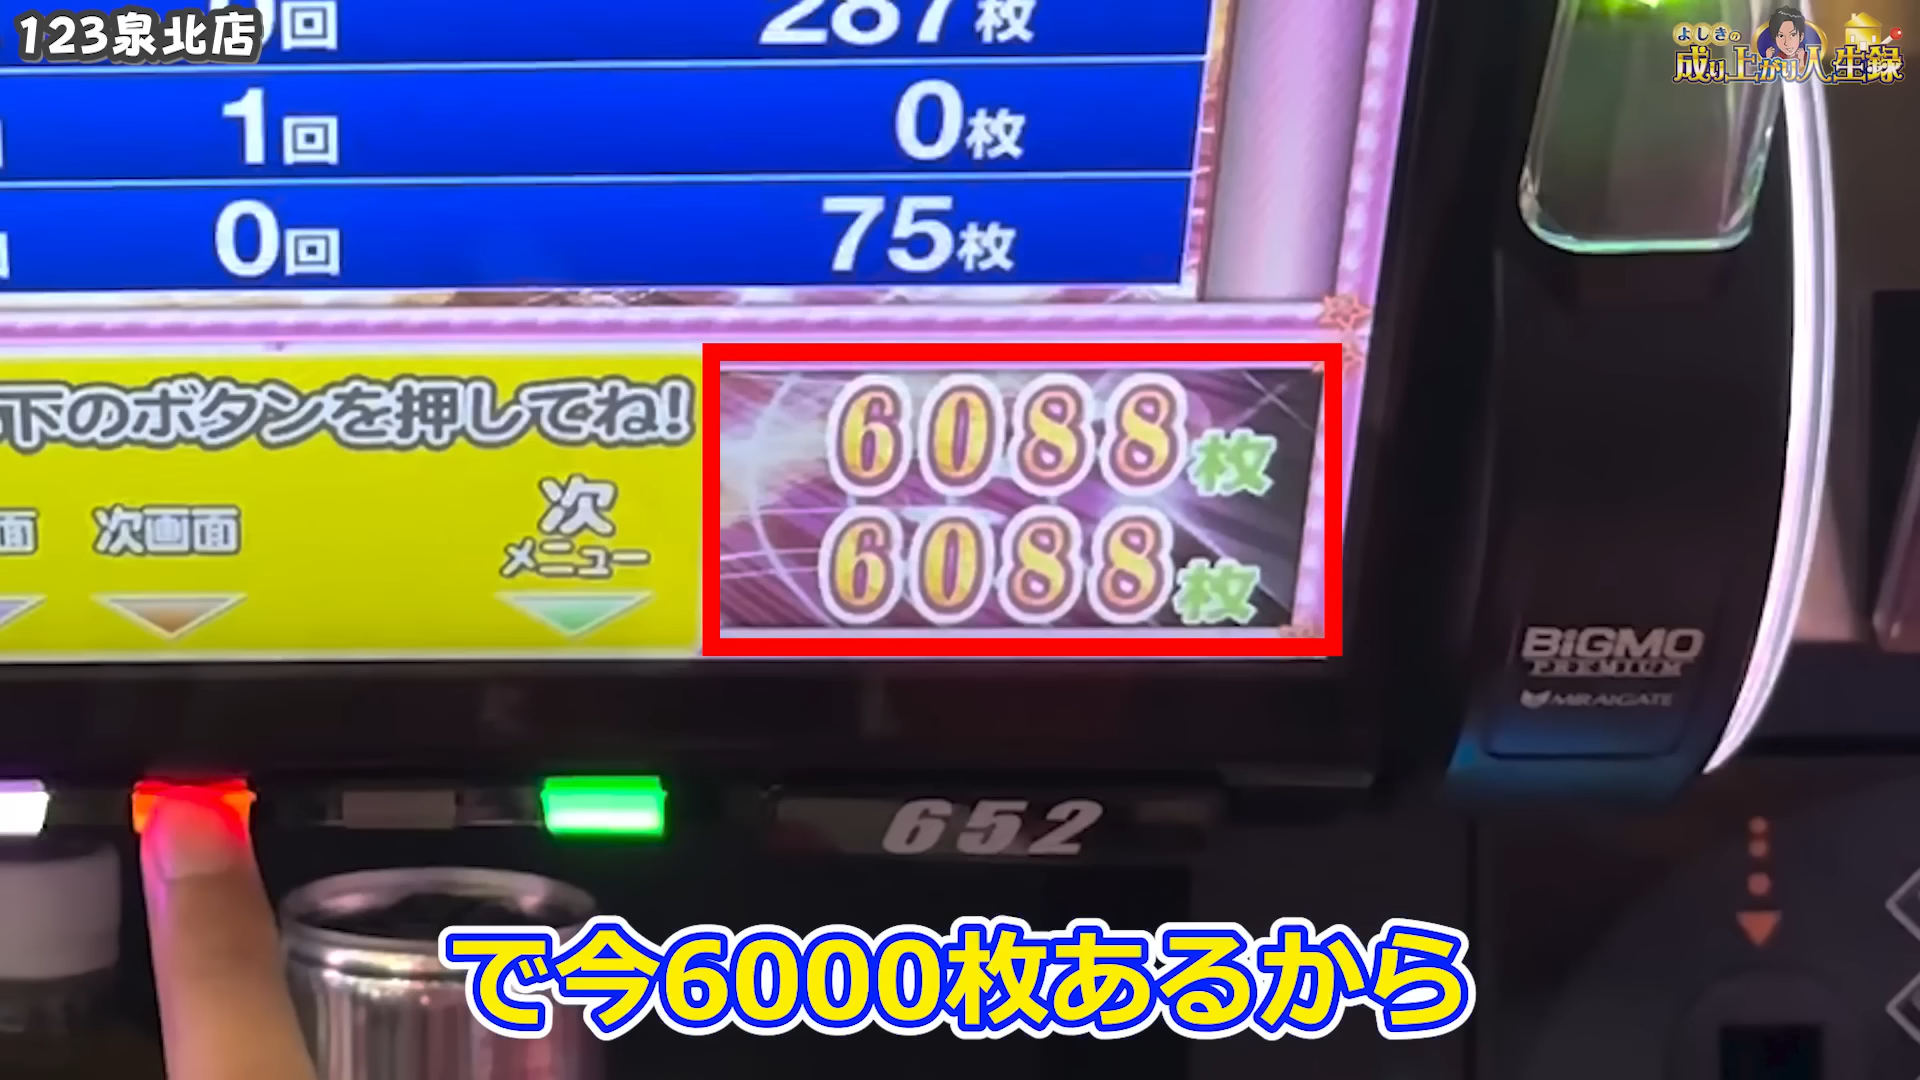 123泉北店
0回 287枚
よしきの
成り上がり人生録
1回 0枚
0回 75枚
下のボタンを押してね!
6088枚
6088枚
面 次画面 次
メニュー
BiGMO
PREMIUM
MIRAIGATE
652
で今6000枚あるから